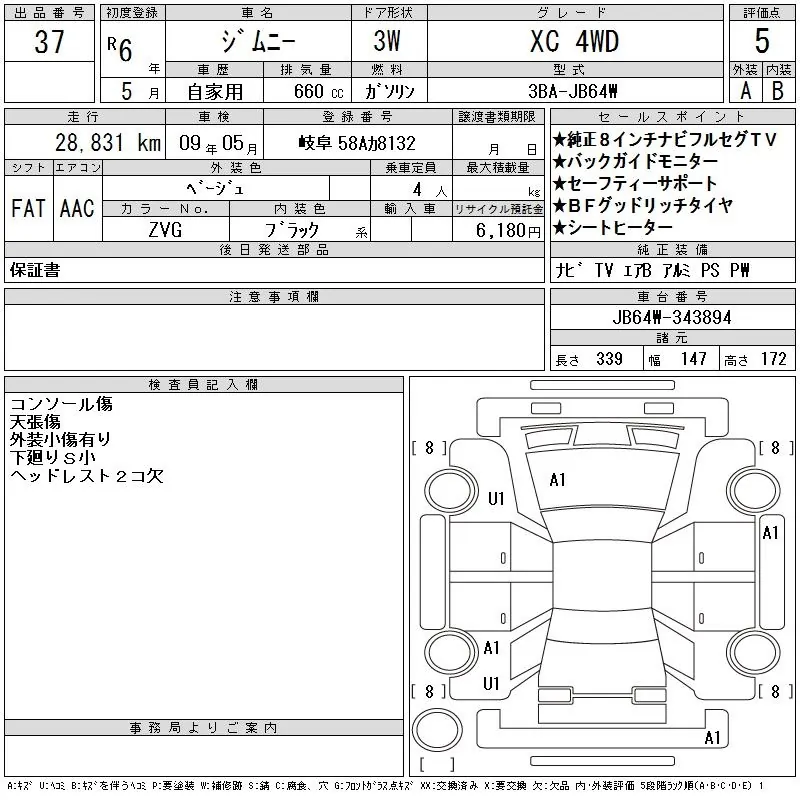 出品番号 初度登録 車名 ドア形状 グレード 評価点
37 R6年 ジムニー 3W XC 4WD 5
車歴 排気量 燃料 型式 外装 内装
5月 自家用 660cc ガソリン 3BA-JB64W A B
走行 車検 登録番号 譲渡書類期限 セールスポイント
28,831 km 09年05月 岐阜 58Aカ8132 月 日
★純正8インチナビフルセグTV
★バックガイドモニター
★セーフティーサポート
★BFグッドリッチタイヤ
★シートヒーター
シフト エアコン 外装色 乗車定員 最大積載量
FAT AAC ベージュ 4人 kg
カラーNo. 内装色 輸入車 リサイクル預託金
ZVG ブラック 系 6,180円
後日発送部品 純正装備
保証書 ナビ TV エアB アルミ PS PW
注意事項欄 車台番号
JB64W-343894
諸元
長さ 339 幅 147 高さ 172
検査員記入欄
コンソール傷
天張傷
外装小傷有り
下廻りS小
ヘッドレスト2コ欠
[ 8 ] [ 8 ]
A1
U1
A1
A1
U1
[ 8 ] [ 8 ]
A1
[ ]
事務局よりご案内
A:キズ U:ヘコミ B:キズを伴うヘコミ P:要塗装 W:補修跡 S:錆 C:腐食、穴 G:フロントガラス点キズ XX:交換済み X:要交換 欠:欠品 内・外装評価 5段階ランク順(A・B・C・D・E) 1